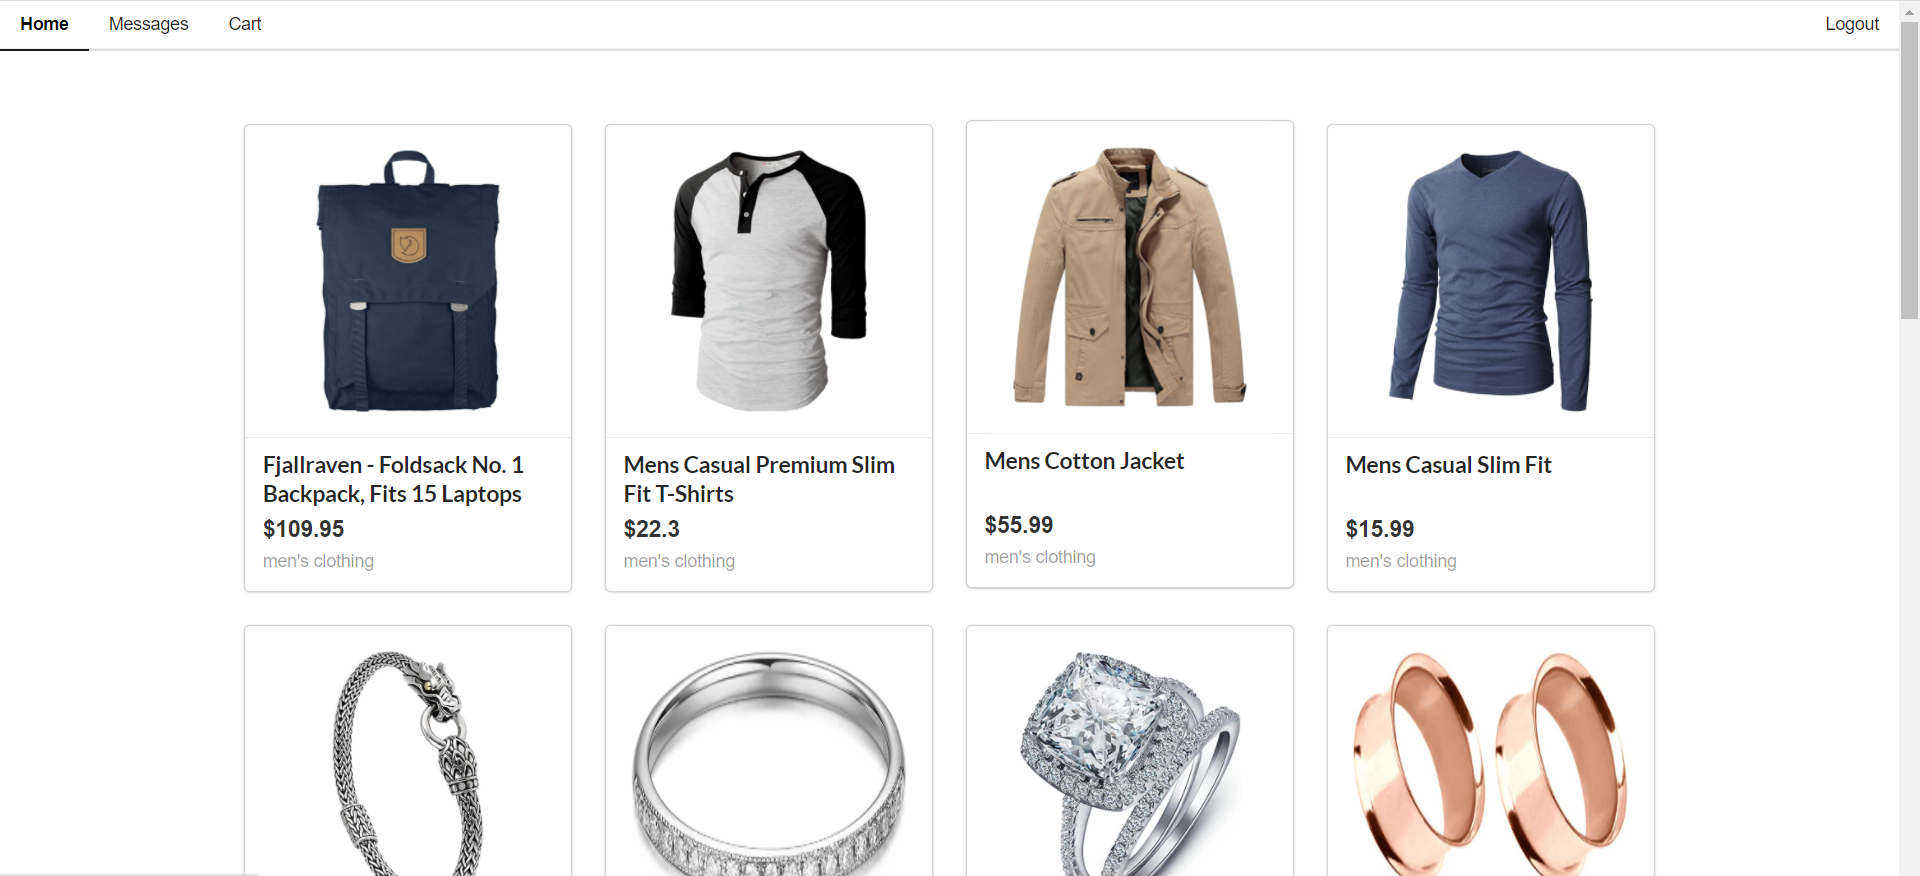 Home Messages Cart Logout
Fjallraven - Foldsack No. 1
Backpack, Fits 15 Laptops
$109.95
men's clothing
Mens Casual Premium Slim
Fit T-Shirts
$22.3
men's clothing
Mens Cotton Jacket
$55.99
men's clothing
Mens Casual Slim Fit
$15.99
men's clothing